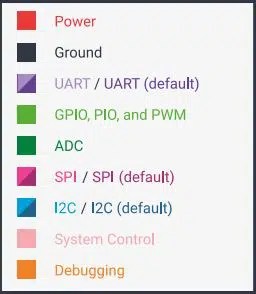 Power
Ground
UART / UART (default)
GPIO, PIO, and PWM
ADC
SPI / SPI (default)
I2C / I2C (default)
System Control
Debugging